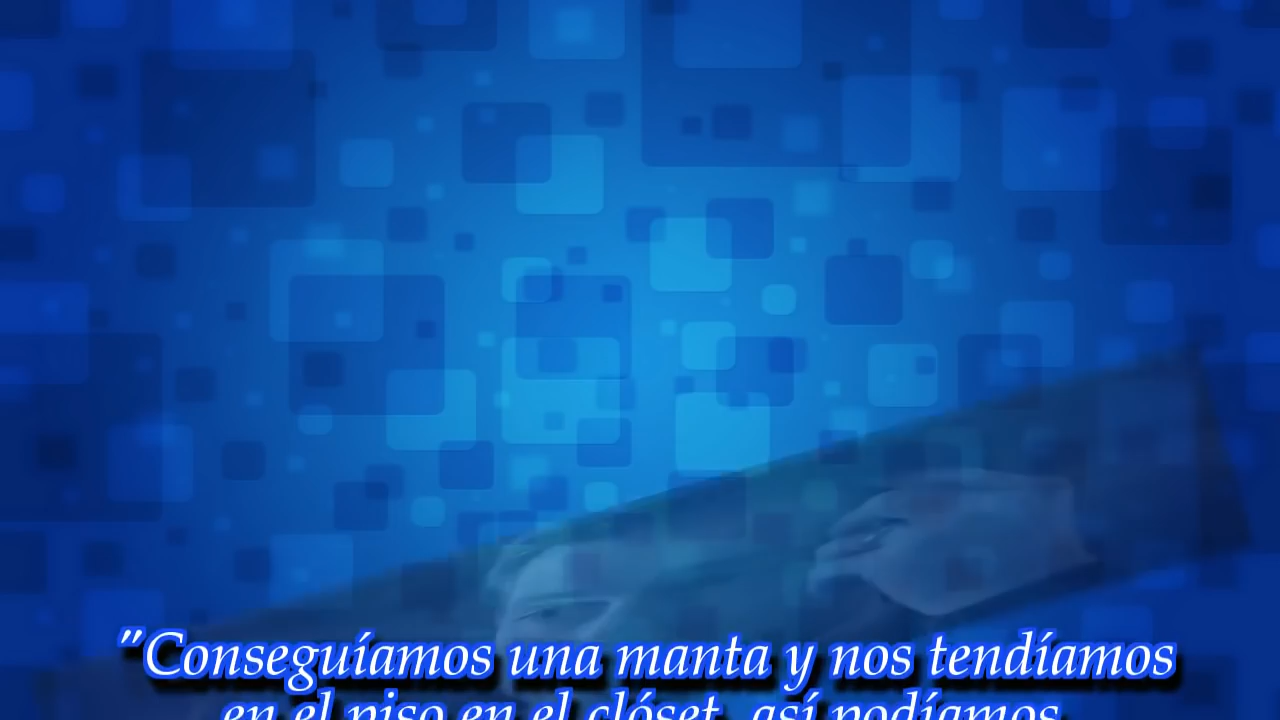 "Conseguíamos una manta y nos tendíamos
en el piso en el clóset, así podíamos